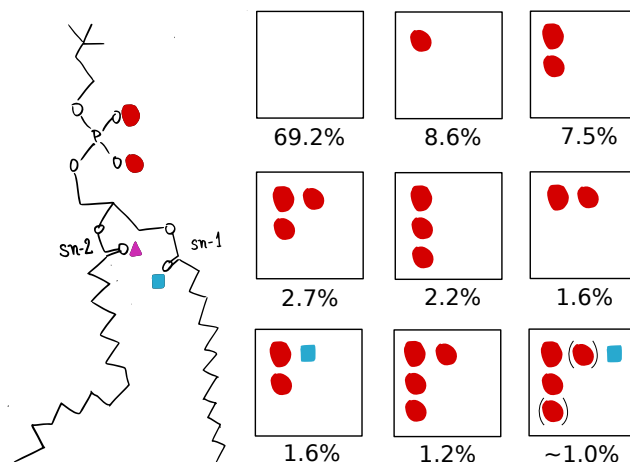 O
P
O
O
O
O
O
sn-2
O
sn-1
O
69.2%
8.6%
7.5%
2.7%
2.2%
1.6%
1.6%
1.2%
( )
( )
~1.0%